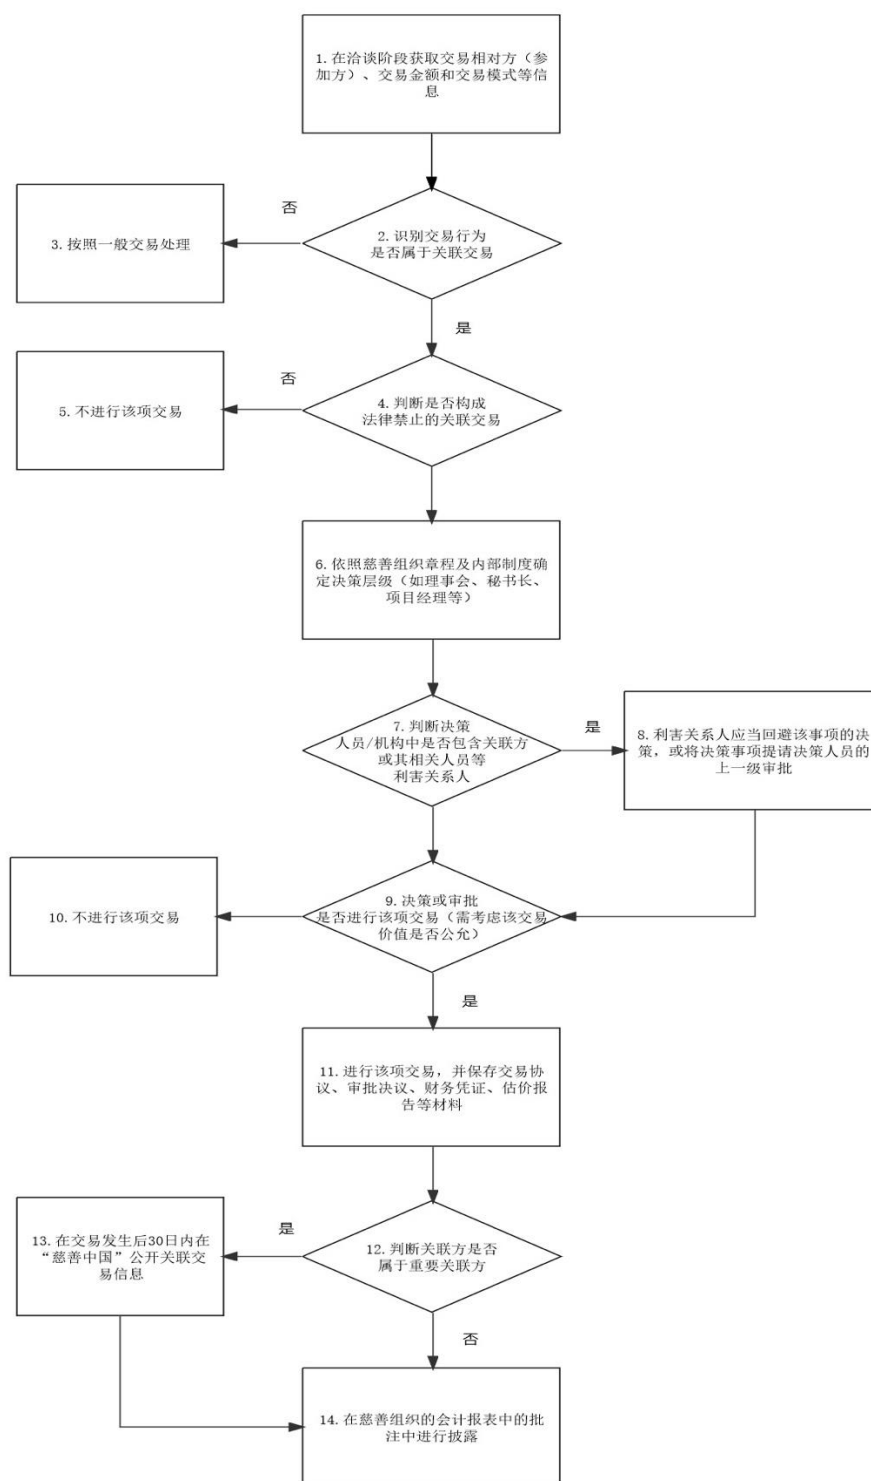 1. 在洽谈阶段获取交易相对方（参
加方）、交易金额和交易模式等信
息
否
2. 识别交易行为
是否属于关联交易
3. 按照一般交易处理
是
否
4. 判断是否构成
法律禁止的关联交易
5. 不进行该项交易
6. 依照慈善组织章程及内部制度确
定决策层级（如理事会、秘书长、
项目经理等）
7. 判断决策
人员/机构中是否包含关联方
或其相关人员等
利害关系人
是
8. 利害关系人应当回避该事项的决
策，或将决策事项提请决策人员的
上一级审批
9. 决策或审批
是否进行该项交易（需考虑该交易
价值是否公允）
10. 不进行该项交易
是
11. 进行该项交易，并保存交易协
议、审批决议、财务凭证、估价报
告等材料
是
12. 判断关联方是否
属于重要关联方
13. 在交易发生后30日内在
“慈善中国”公开关联交
易信息
否
14. 在慈善组织的会计报表中的批
注中进行披露